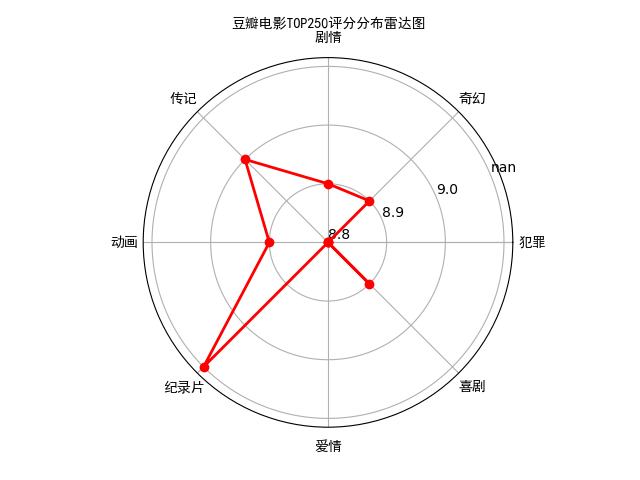 豆瓣电影TOP250评分分布雷达图
剧情
传记
奇幻
nan
9.0
8.9
8.8
动画
犯罪
纪录片
喜剧
爱情